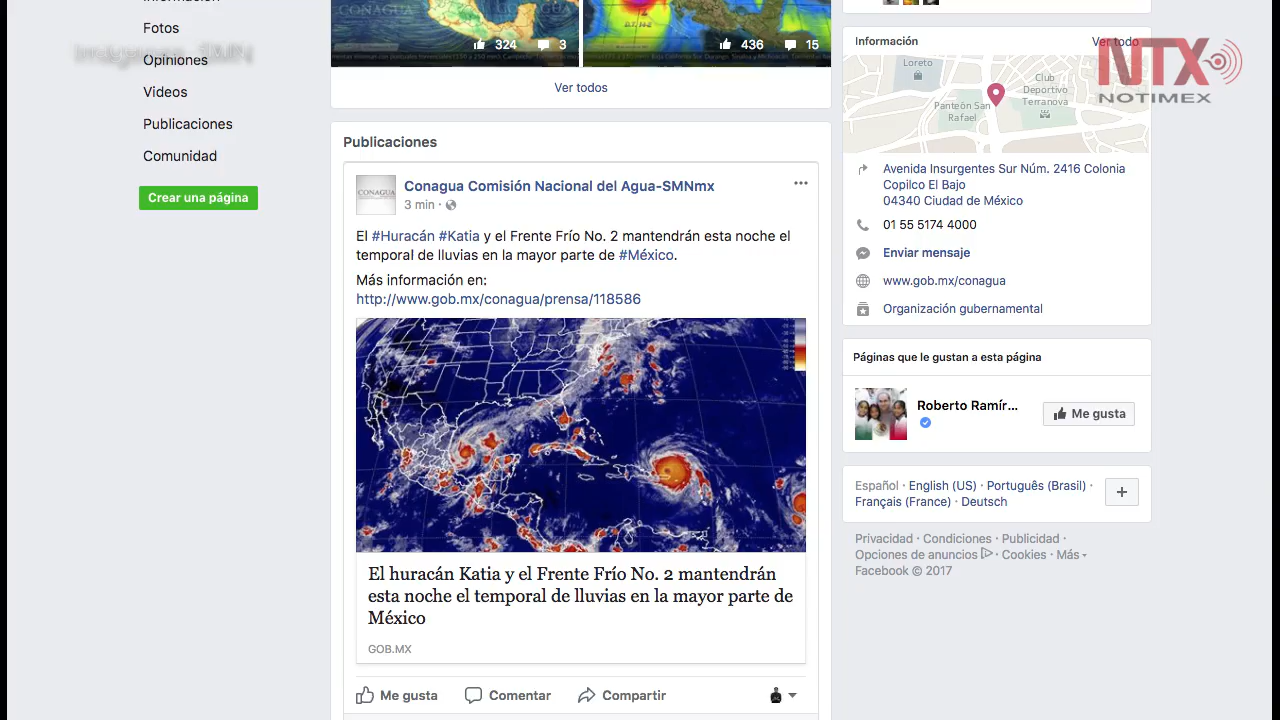 Fotos
Opiniones
Videos
Publicaciones
Comunidad
Crear una página
CONAGUA
324
3
436
15
Ver todos
Publicaciones
CONAGUA
Conagua Comisión Nacional del Agua-SMNmx
3 min ·
El #Huracán #Katia y el Frente Frío No. 2 mantendrán esta noche el
temporal de lluvias en la mayor parte de #México.
Más información en:
http://www.gob.mx/conagua/prensa/118586
El huracán Katia y el Frente Frío No. 2 mantendrán
esta noche el temporal de lluvias en la mayor parte de
México
GOB.MX
Me gusta
Comentar
Compartir
Información
Ver todo
NTX
NOTIMEX
Loreto
Club
Deportivo
Terranova
Panteón San
Rafael
Avenida Insurgentes Sur Núm. 2416 Colonia
Copilco El Bajo
04340 Ciudad de México
01 55 5174 4000
Enviar mensaje
www.gob.mx/conagua
Organización gubernamental
Páginas que le gustan a esta página
Roberto Ramír...
Me gusta
Español · English (US) · Português (Brasil) ·
Français (France) · Deutsch
Privacidad · Condiciones · Publicidad ·
Opciones de anuncios · Cookies · Más
Facebook © 2017